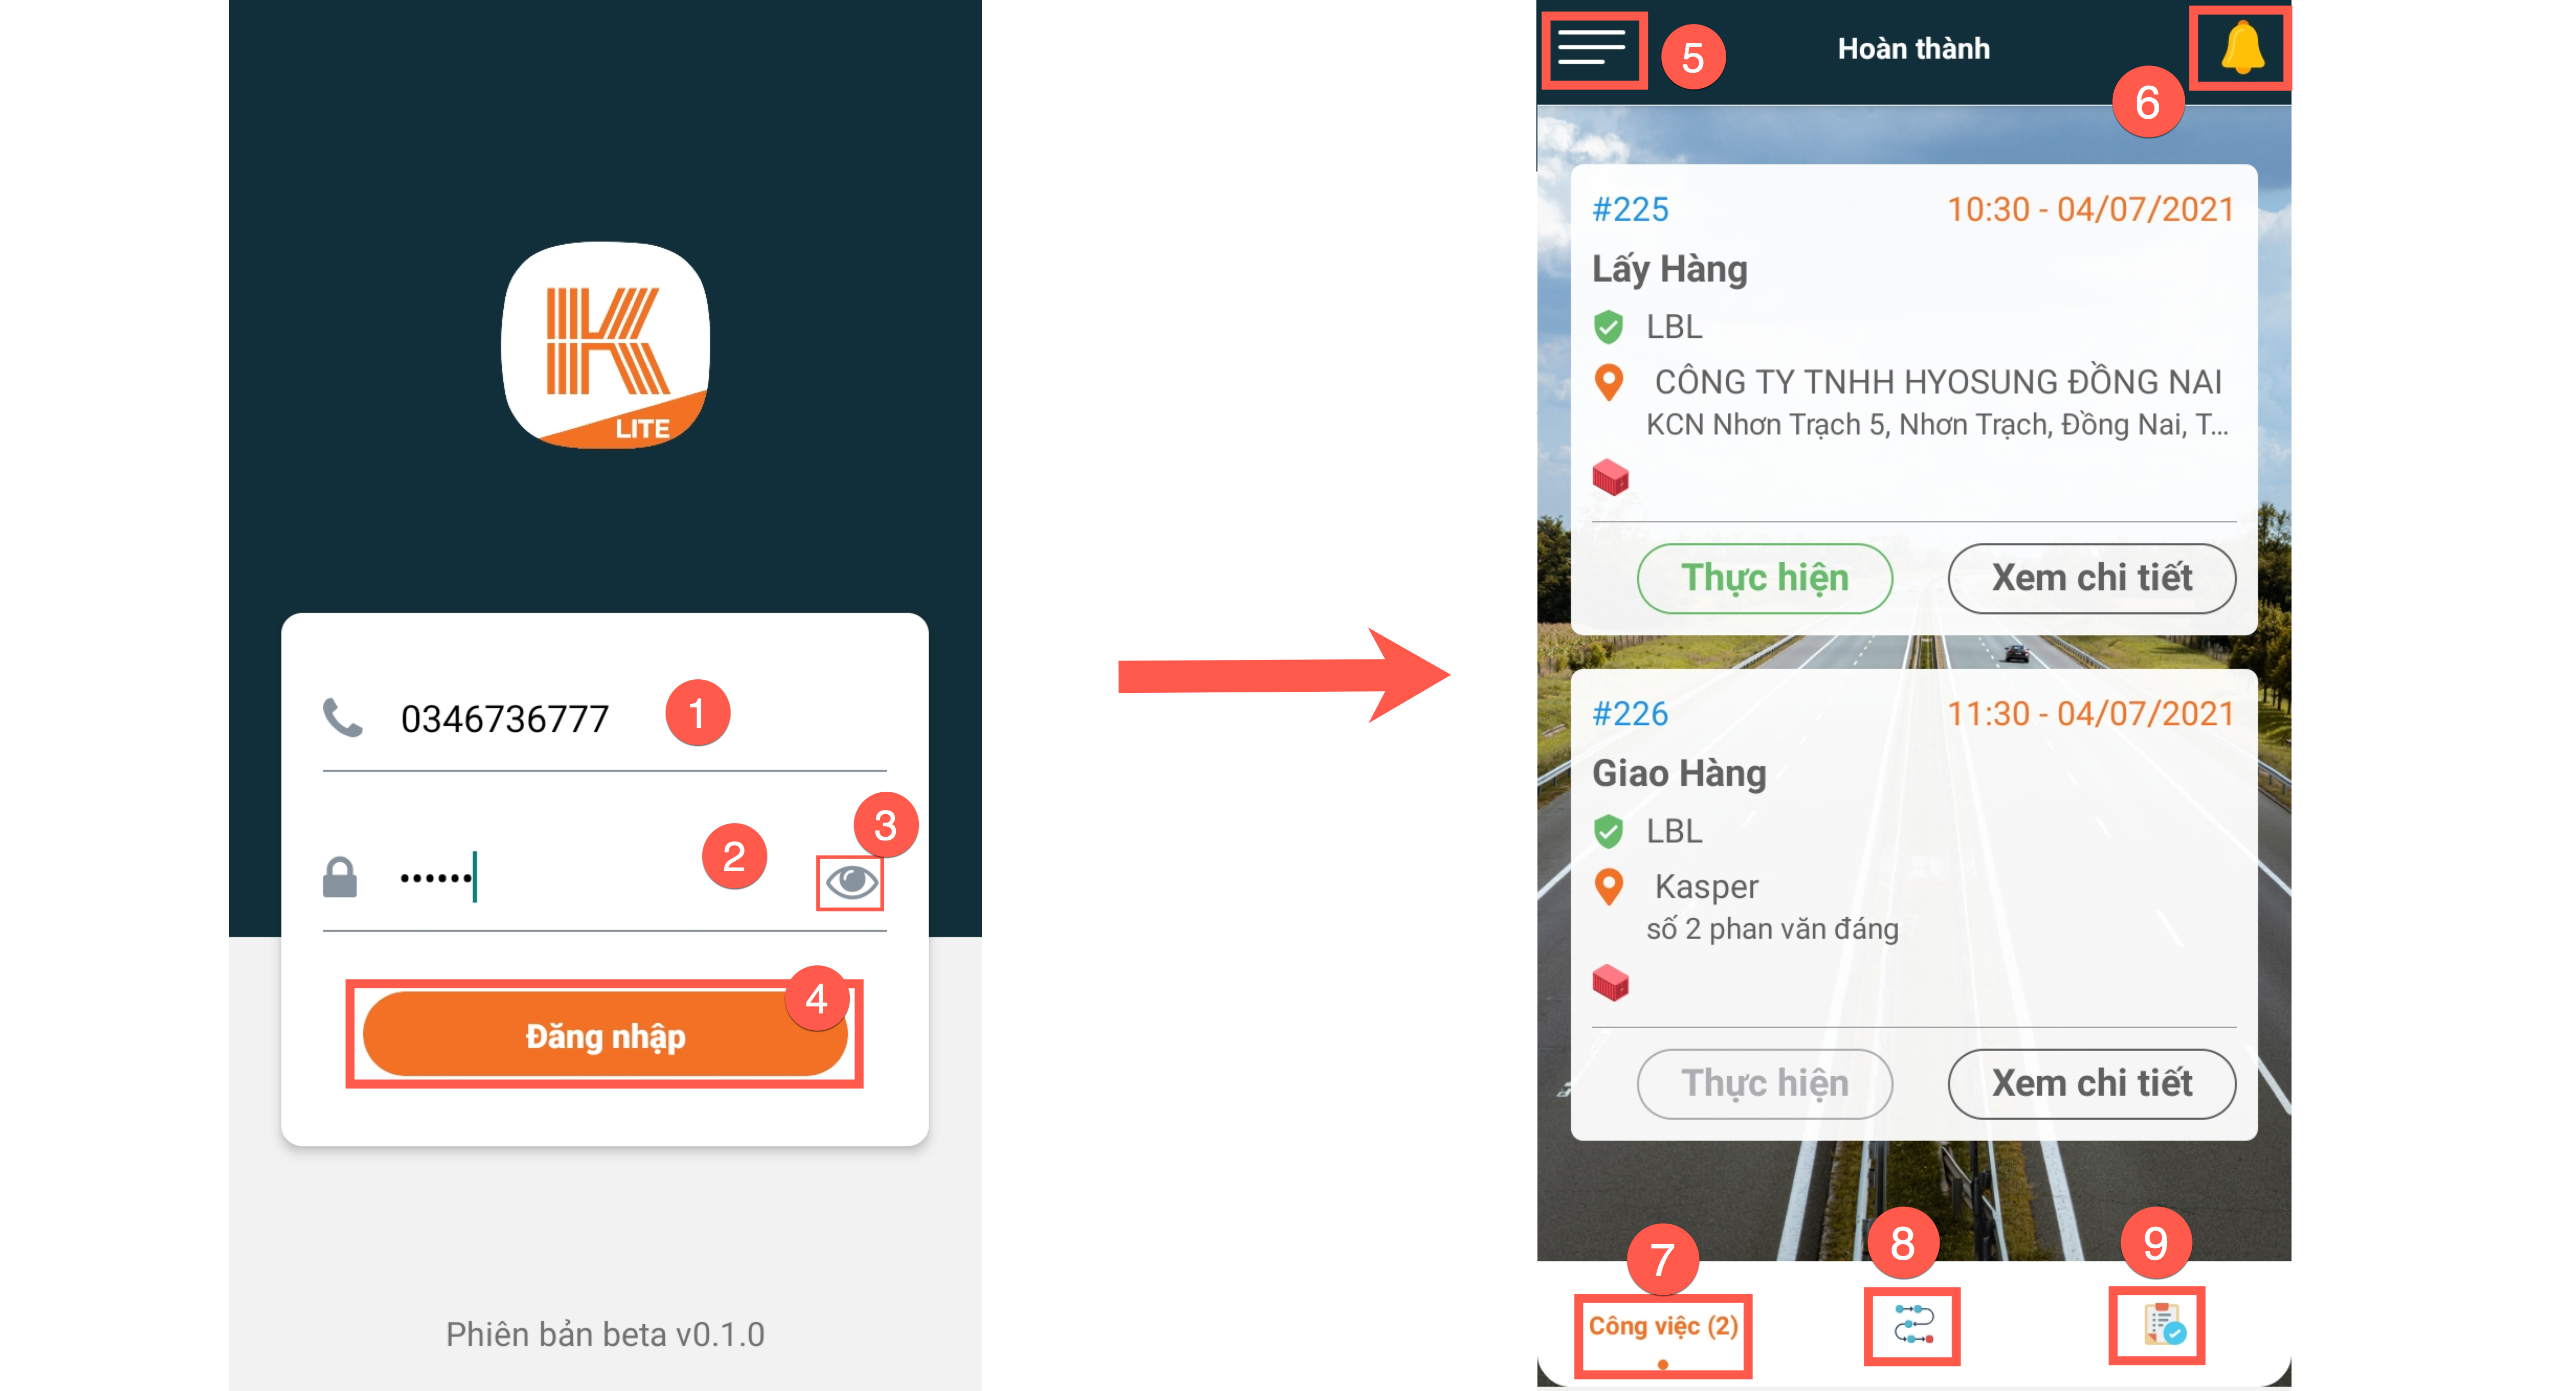 K
LITE
0346736777
1
2
3
••••••
4
Đăng nhập
Phiên bản beta v0.1.0
5
Hoàn thành
6
#225 10:30 - 04/07/2021
Lấy Hàng
LBL
CÔNG TY TNHH HYOSUNG ĐỒNG NAI
KCN Nhơn Trạch 5, Nhơn Trạch, Đồng Nai, T...
Thực hiện Xem chi tiết
#226 11:30 - 04/07/2021
Giao Hàng
LBL
Kasper
số 2 phan văn đáng
Thực hiện Xem chi tiết
7 8 9
Công việc (2)